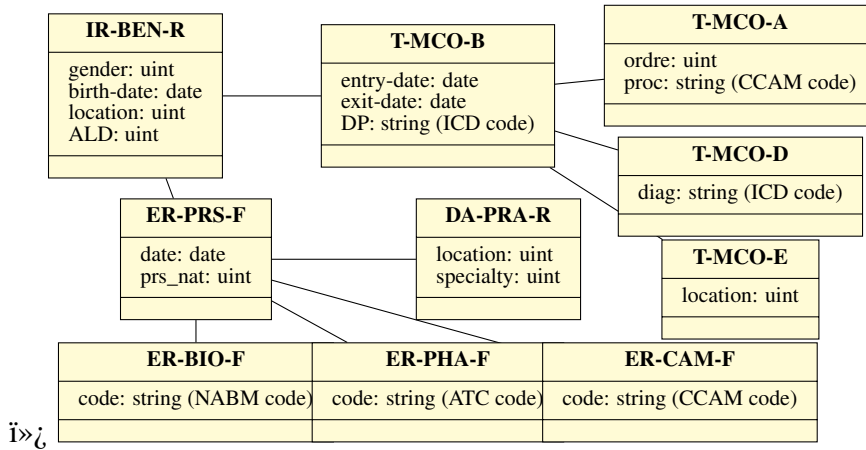 IR-BEN-R
gender: uint
birth-date: date
location: uint
ALD: uint
T-MCO-B
entry-date: date
exit-date: date
DP: string (ICD code)
T-MCO-A
ordre: uint
proc: string (CCAM code)
T-MCO-D
diag: string (ICD code)
T-MCO-E
location: uint
ER-PRS-F
date: date
prs_nat: uint
DA-PRA-R
location: uint
specialty: uint
ER-BIO-F
code: string (NABM code)
ER-PHA-F
code: string (ATC code)
ER-CAM-F
code: string (CCAM code)
ï»¿